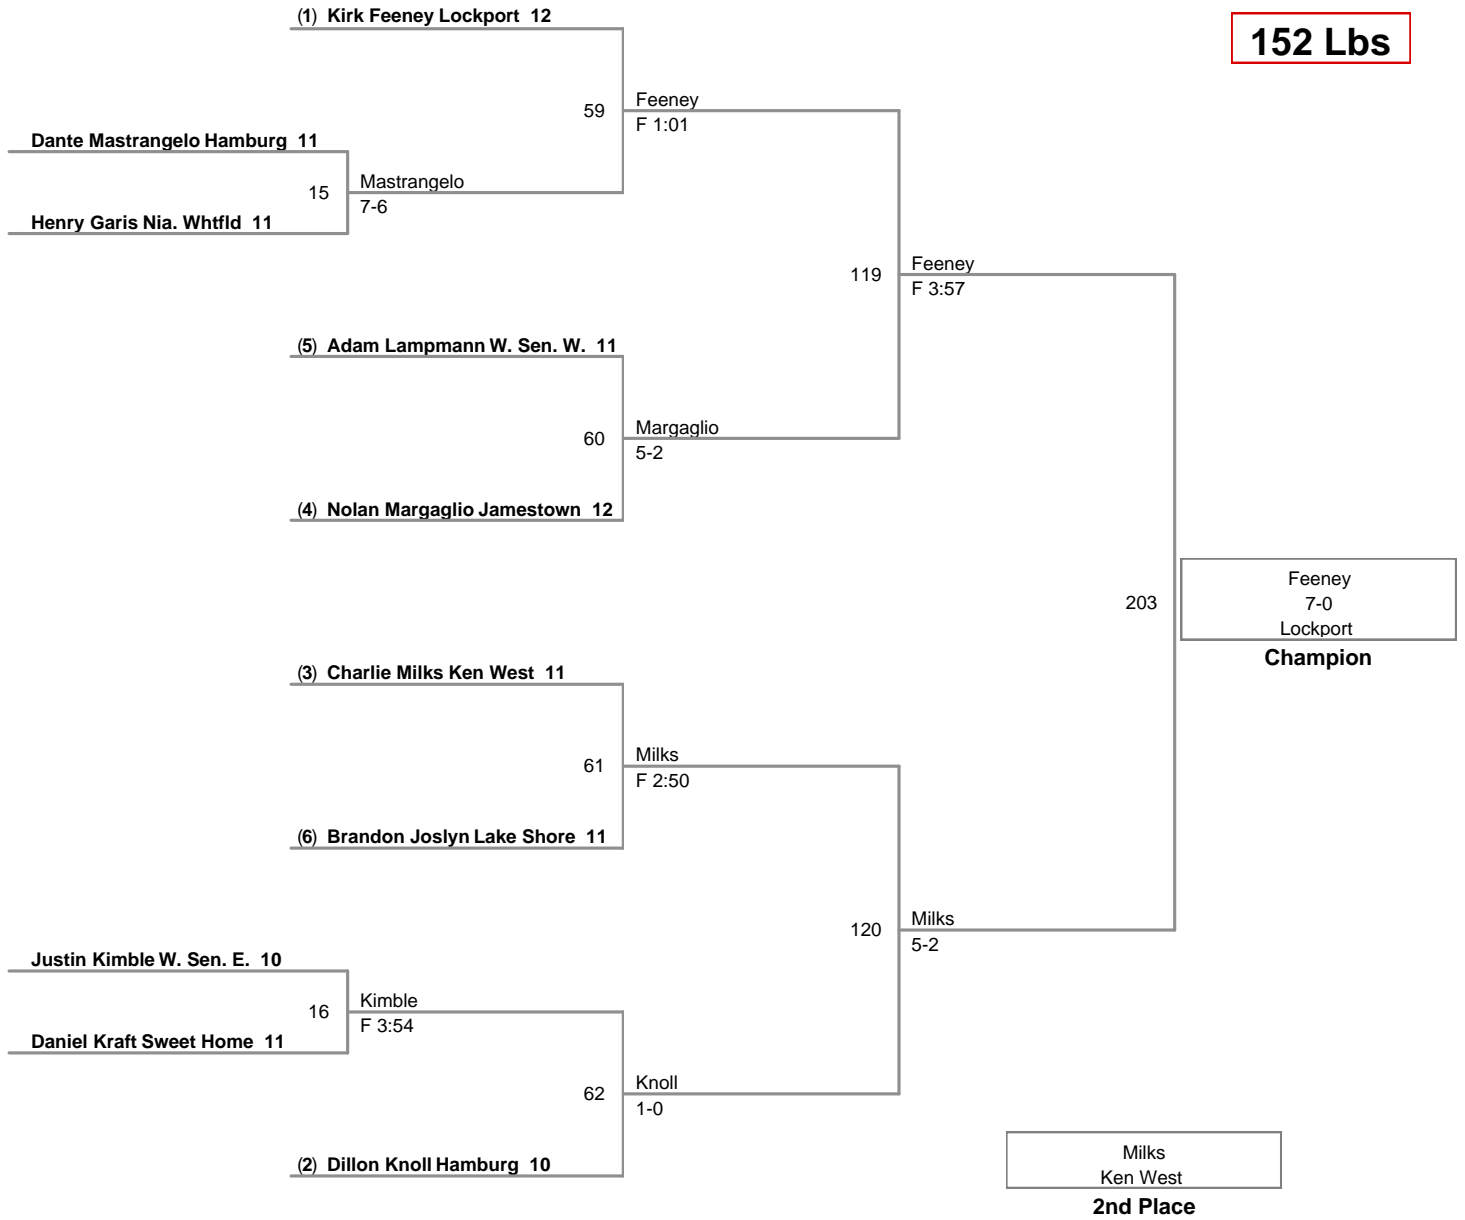 (1) Kirk Feeney Lockport 12
152 Lbs
59
Feeney
F 1:01
Dante Mastrangelo Hamburg 11
15
Mastrangelo
7-6
Henry Garis Nia. Whtfld 11
119
Feeney
F 3:57
(5) Adam Lampmann W. Sen. W. 11
60
Margaglio
5-2
(4) Nolan Margaglio Jamestown 12
203
Feeney
7-0
Lockport
Champion
(3) Charlie Milks Ken West 11
61
Milks
F 2:50
(6) Brandon Joslyn Lake Shore 11
120
Milks
5-2
Justin Kimble W. Sen. E. 10
16
Kimble
F 3:54
Daniel Kraft Sweet Home 11
62
Knoll
1-0
(2) Dillon Knoll Hamburg 10
Milks
Ken West
2nd Place